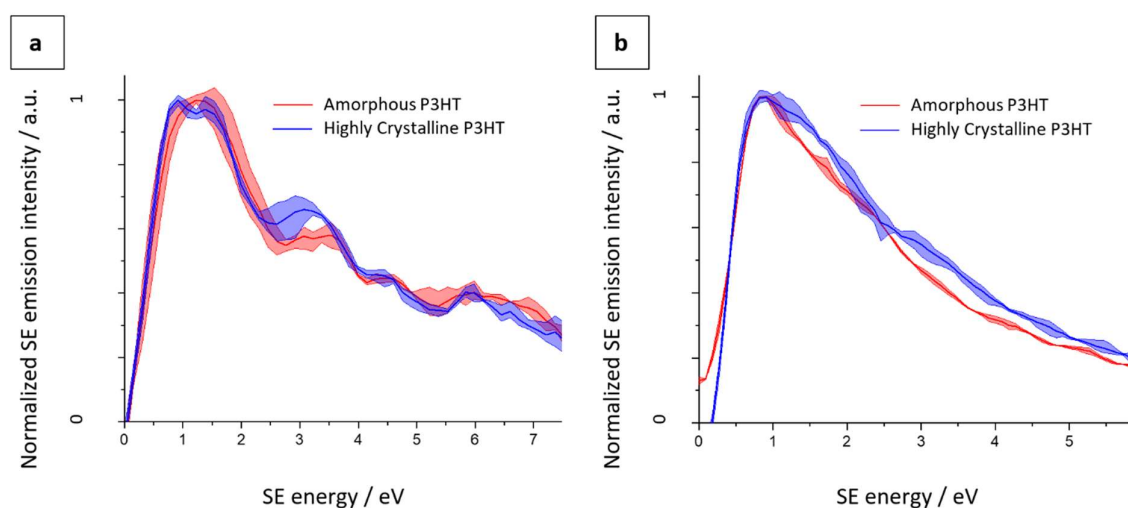 a
Normalized SE emission intensity / a.u.
1
0
Amorphous P3HT
Highly Crystalline P3HT
0 1 2 3 4 5 6 7
SE energy / eV
b
Normalized SE emission intensity / a.u.
1
0
Amorphous P3HT
Highly Crystalline P3HT
0 1 2 3 4 5
SE energy / eV